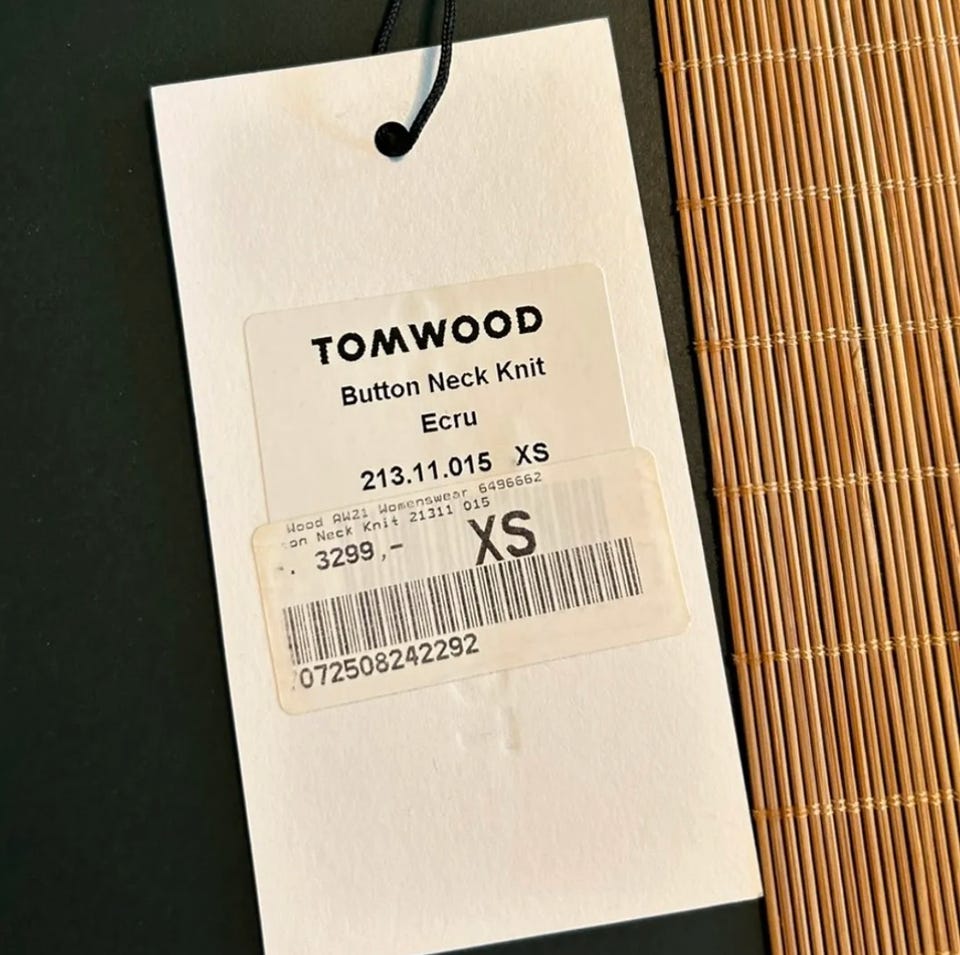 TOMWOOD
Button Neck Knit
Ecru
213.11.015 XS
Wood AW21 Womenswear 6496662
on Neck Knit 21311 015
. 3299,- XS
072508242292